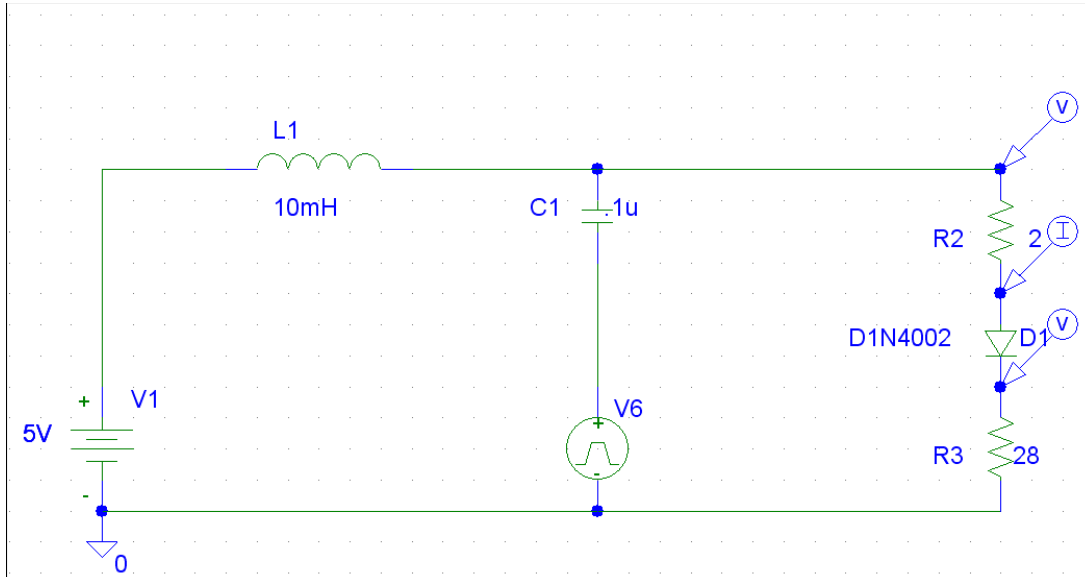 V
L1
10mH
C1
.1u
R2
2
I
D1N4002
D1
V
+
V1
5V
-
V6
+
-
R3
28
0